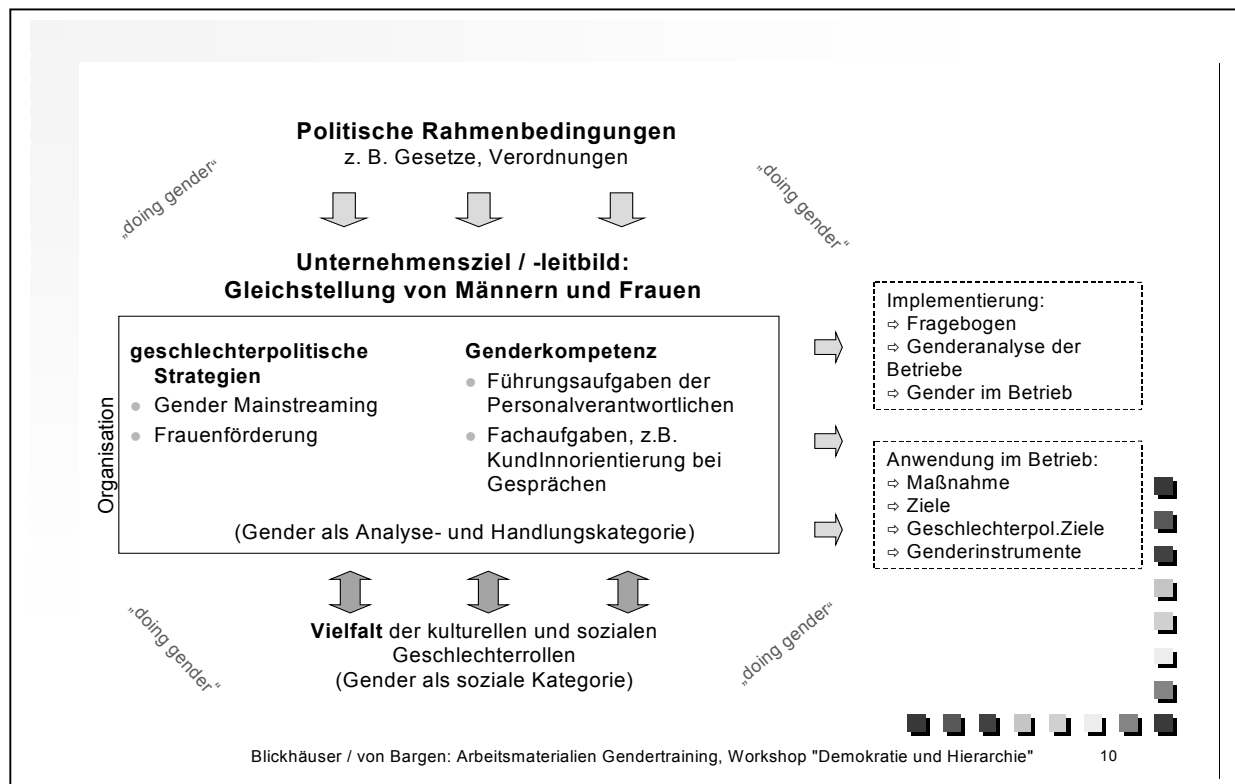 Politische Rahmenbedingungen
z. B. Gesetze, Verordnungen
„doing gender“
„doing gender“
Unternehmensziel / -leitbild:
Gleichstellung von Männern und Frauen
Organisation
geschlechterpolitische
Strategien
● Gender Mainstreaming
● Frauenförderung
Genderkompetenz
● Führungsaufgaben der
Personalverantwortlichen
● Fachaufgaben, z.B.
KundInnorientierung bei
Gesprächen
(Gender als Analyse- und Handlungskategorie)
Implementierung:
⇨ Fragebogen
⇨ Genderanalyse der
Betriebe
⇨ Gender im Betrieb
Anwendung im Betrieb:
⇨ Maßnahme
⇨ Ziele
⇨ Geschlechterpol.Ziele
⇨ Genderinstrumente
„doing gender“
„doing gender“
Vielfalt der kulturellen und sozialen
Geschlechterrollen
(Gender als soziale Kategorie)
Blickhäuser / von Bargen: Arbeitsmaterialien Gendertraining, Workshop "Demokratie und Hierarchie" 10